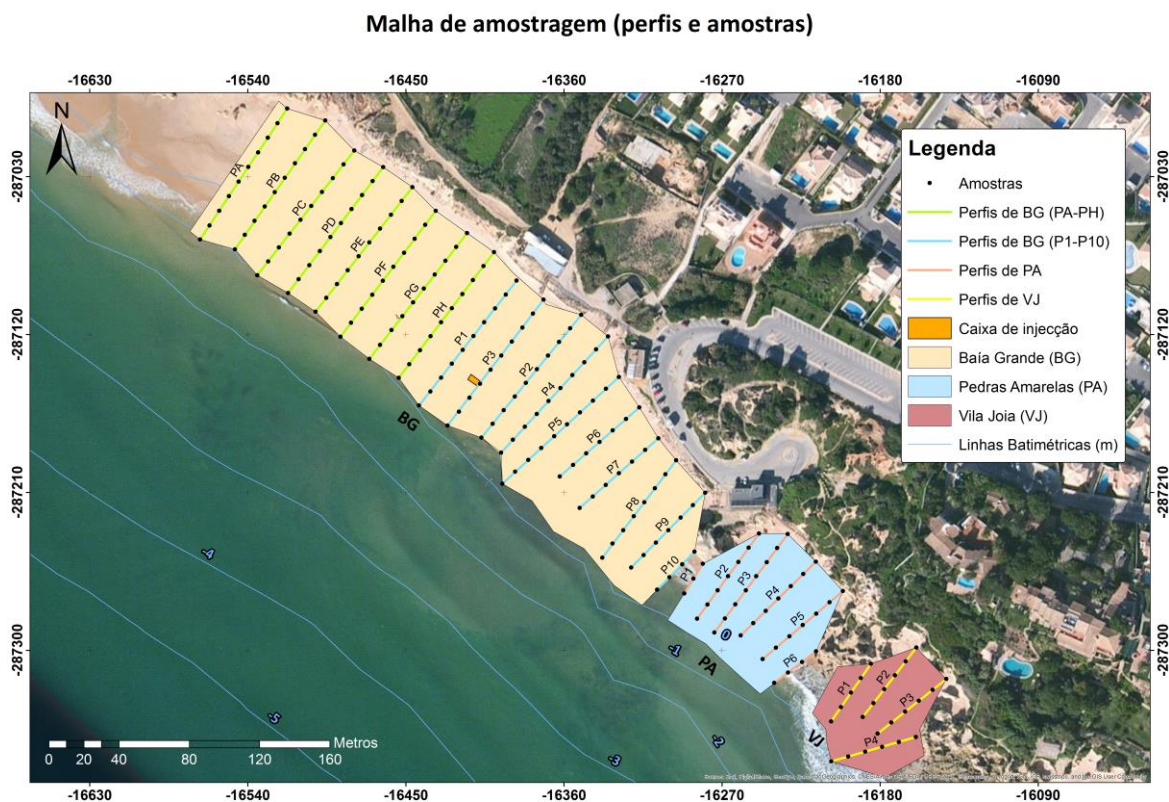 Malha de amostragem (perfis e amostras)
-16630 -16540 -16450 -16360 -16270 -16180 -16090
N
-287030 -287030
-287120 -287120
-287210 -287210
-287300 -287300
PA
PB
PC
PD
PE
PF
PG
PH
P1
P3
P2
P4
P5
P6
P7
P8
P9
P10
BG
P1
P2
P3
P4
P5
P6
PA
P1
P2
P3
P4
VJ
0
-1
-2
-3
-4
-5
Legenda
Amostras
Perfis de BG (PA-PH)
Perfis de BG (P1-P10)
Perfis de PA
Perfis de VJ
Caixa de injecção
Baía Grande (BG)
Pedras Amarelas (PA)
Vila Joia (VJ)
Linhas Batimétricas (m)
Metros
0 20 40 80 120 160
-16630 -16540 -16450 -16360 -16270 -16180 -16090